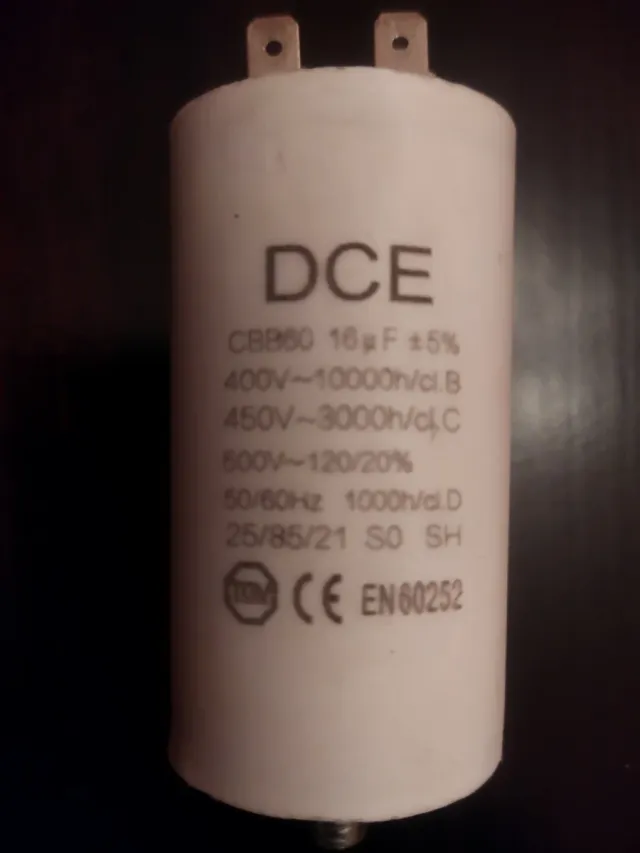 DCE
CBB60 16µF ±5%
400V~10000h/cl.B
450V~3000h/cl,C
500V~120/20%
50/60Hz 1000h/cl.D
25/85/21 S0 SH
CE EN60252